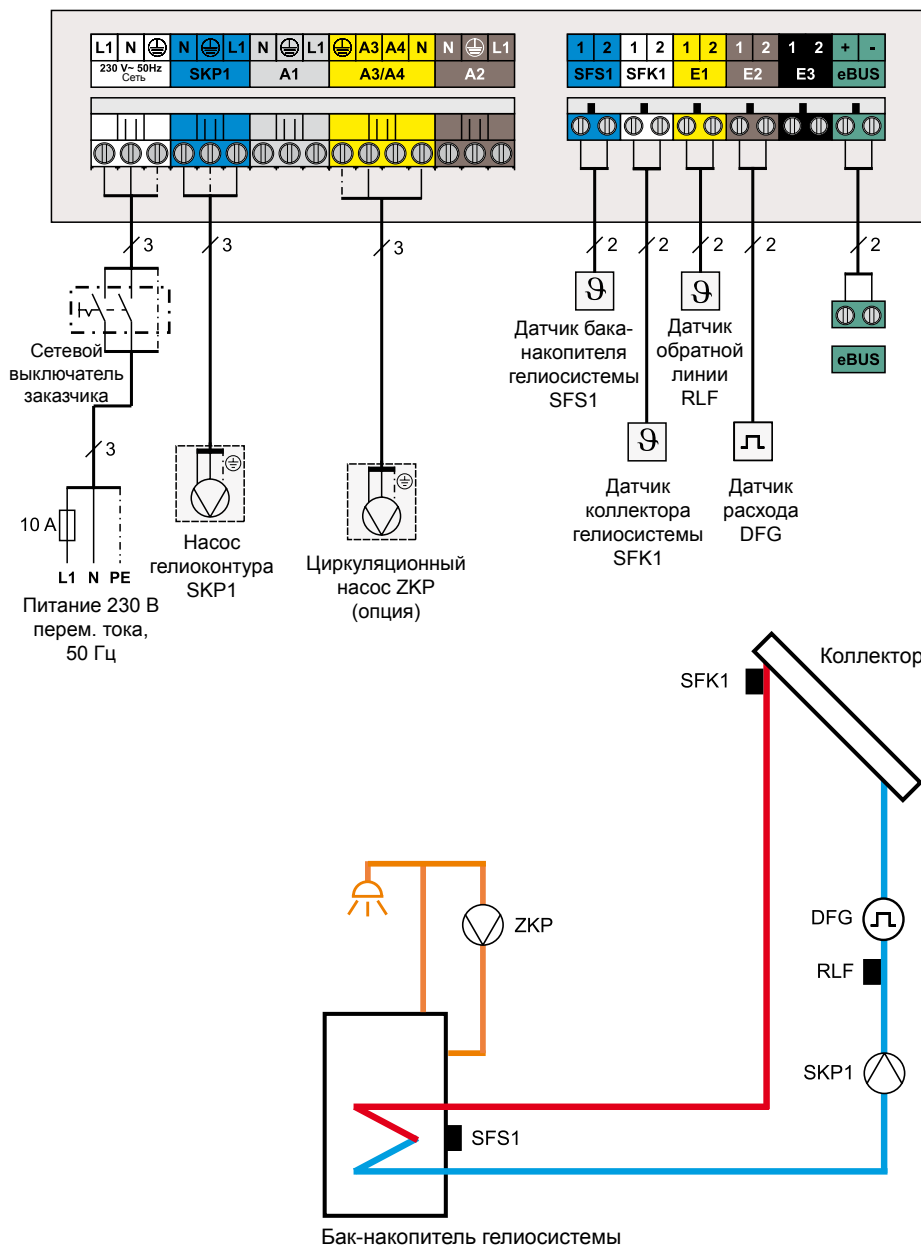 L1 N N L1 N L1 A3 A4 N N L1
1 2 1 2 1 2 1 2 1 2 + -
230 V~ 50Hz
Сеть
SKP1 A1 A3/A4 A2
SFS1 SFK1 E1 E2 E3 eBUS
3 3 3 2 2 2 2 2
Сетевой
выключатель
заказчика
Датчик бака-
накопителя
гелиосистемы
SFS1
Датчик
обратной
линии
RLF
eBUS
3
10 A
L1 N PE
Питание 230 В
перем. тока,
50 Гц
Насос
гелиоконтура
SKP1
Циркуляционный
насос ZKP
(опция)
Датчик
коллектора
гелиосистемы
SFK1
Датчик
расхода
DFG
Коллектор
SFK1
ZKP
DFG
RLF
SKP1
SFS1
Бак-накопитель гелиосистемы